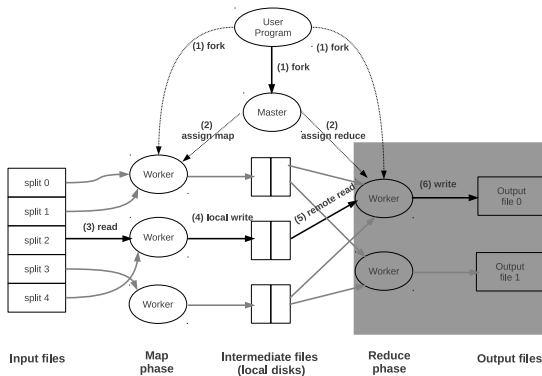 User
Program
(1) fork
(1) fork
(1) fork
Master
(2)
assign map
(2)
assign reduce
split 0
split 1
split 2
split 3
split 4
Worker
Worker
Worker
(3) read
(4) local write
(5) remote read
Worker
Worker
(6) write
Output
file 0
Output
file 1
Input files
Map
phase
Intermediate files
(local disks)
Reduce
phase
Output files